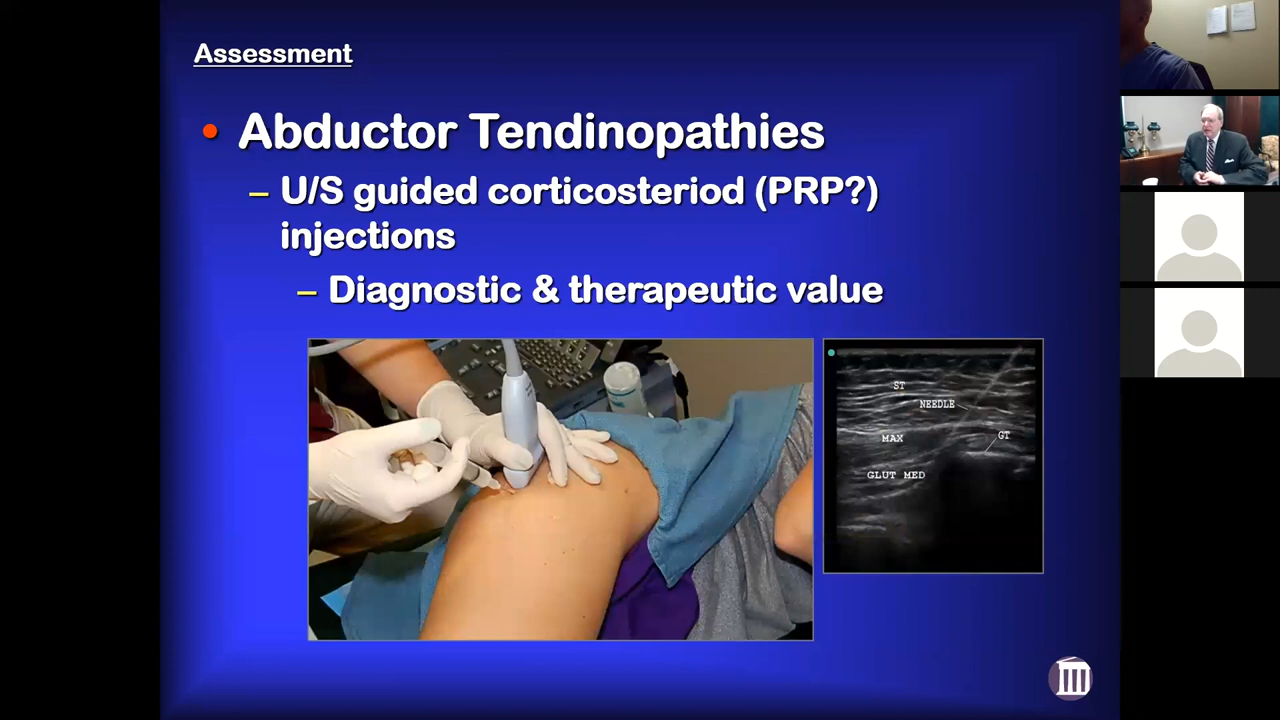 Assessment
• Abductor Tendinopathies
– U/S guided corticosteriod (PRP?)
injections
– Diagnostic & therapeutic value
ST
NEEDLE
GT
MAX
GLUT MED